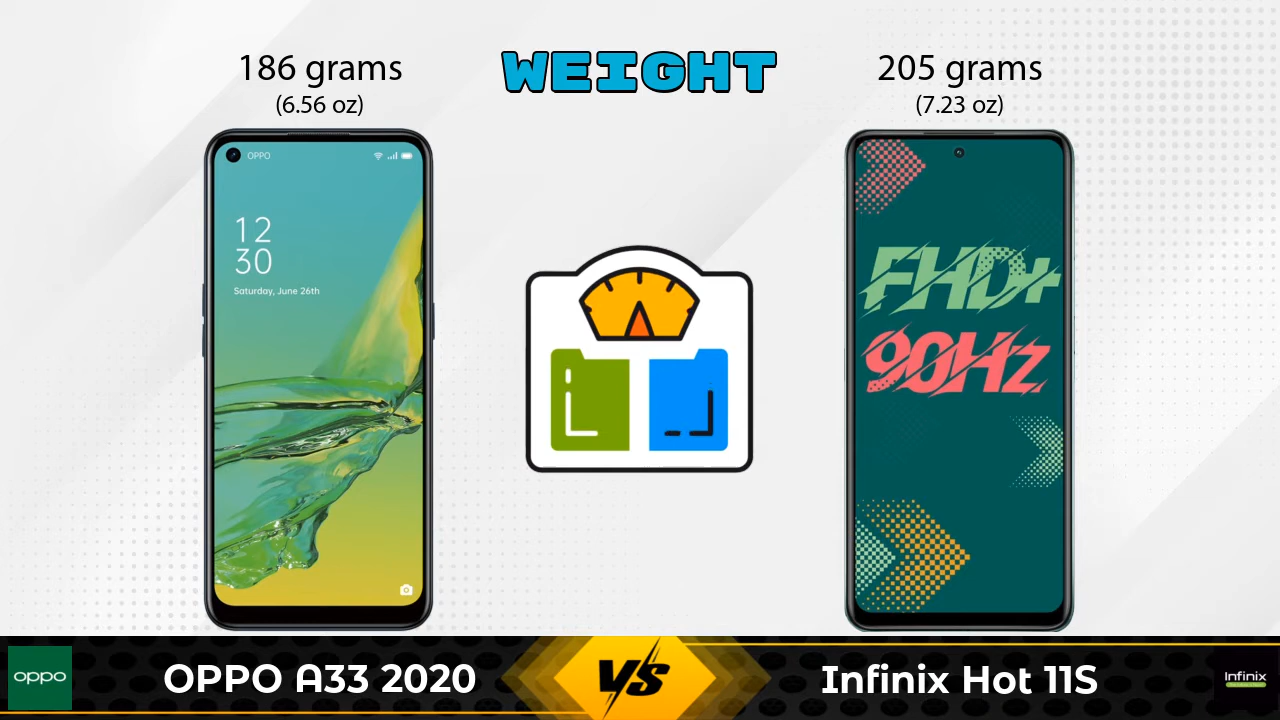 WEIGHT
186 grams
(6.56 oz)
205 grams
(7.23 oz)
OPPO
12
30
Saturday, June 26th
FHD+
90Hz
oppo
OPPO A33 2020
VS
Infinix Hot 11S
Infinix